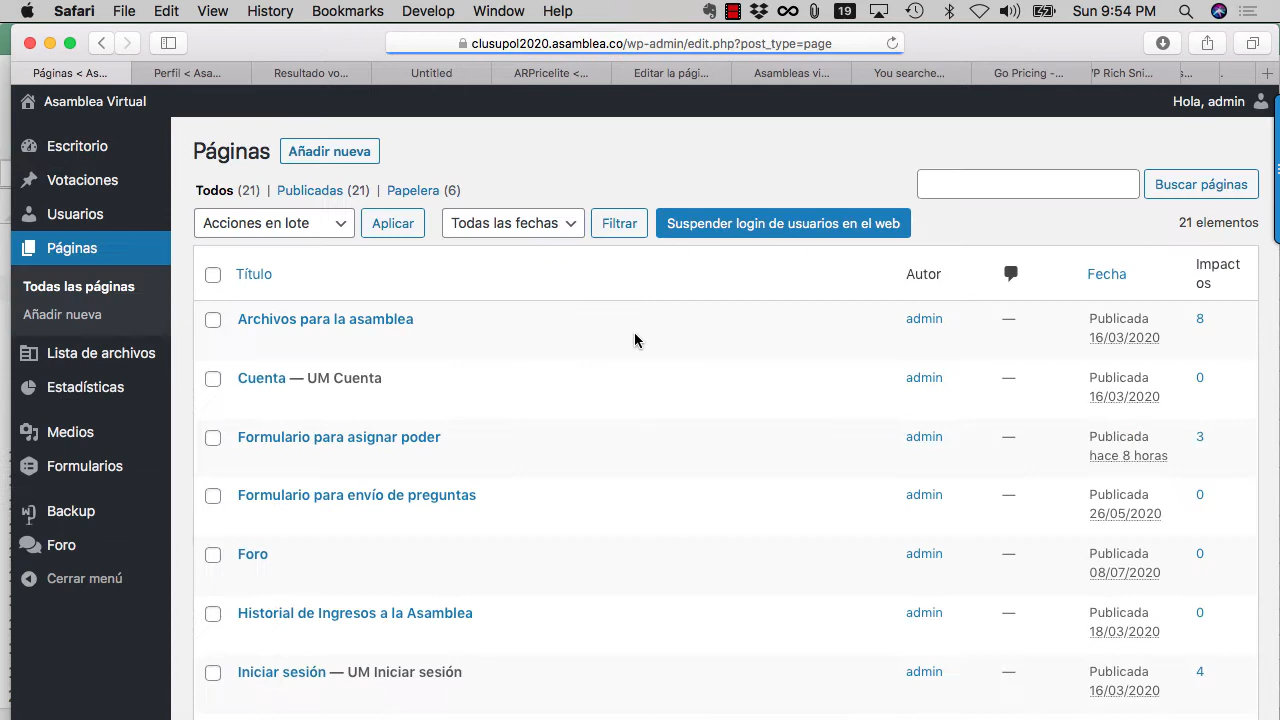 Safari File Edit View History Bookmarks Develop Window Help 19 Sun 9:54 PM
clusupol2020.asamblea.co/wp-admin/edit.php?post_type=page
Páginas < As... Perfil < Asa... Resultado vo... Untitled ARPricelite <... Editar la pági... Asambleas vi... You searche... Go Pricing -... /P Rich Sni... s... .
Asamblea Virtual Hola, admin
Escritorio
Votaciones
Usuarios
Páginas
Todas las páginas
Añadir nueva
Lista de archivos
Estadísticas
Medios
Formularios
Backup
Foro
Cerrar menú
Páginas Añadir nueva
Todos (21) | Publicadas (21) | Papelera (6)
Buscar páginas
Acciones en lote Aplicar Todas las fechas Filtrar Suspender login de usuarios en el web 21 elementos
Título Autor Fecha Impact
os
Archivos para la asamblea admin — Publicada 8
16/03/2020
Cuenta — UM Cuenta admin — Publicada 0
16/03/2020
Formulario para asignar poder admin — Publicada 3
hace 8 horas
Formulario para envío de preguntas admin — Publicada 0
26/05/2020
Foro admin — Publicada 0
08/07/2020
Historial de Ingresos a la Asamblea admin — Publicada 0
18/03/2020
Iniciar sesión — UM Iniciar sesión admin — Publicada 4
16/03/2020